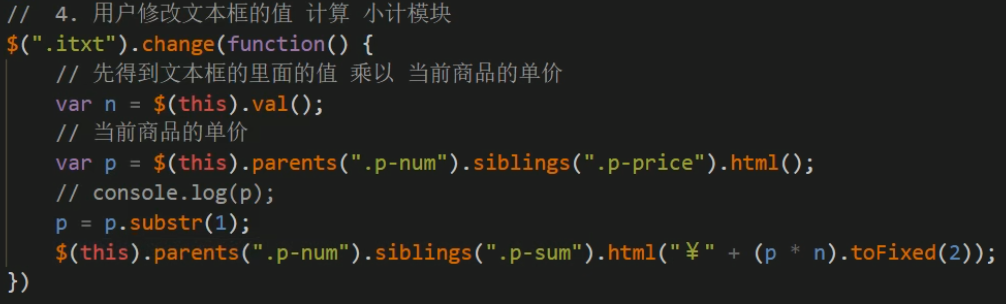 //  4. 用户修改文本框的值 计算 小计模块
$(".itxt").change(function() {
    // 先得到文本框的里面的值 乘以 当前商品的单价
    var n = $(this).val();
    // 当前商品的单价
    var p = $(this).parents(".p-num").siblings(".p-price").html();
    // console.log(p);
    p = p.substr(1);
    $(this).parents(".p-num").siblings(".p-sum").html("￥" + (p * n).toFixed(2));
})